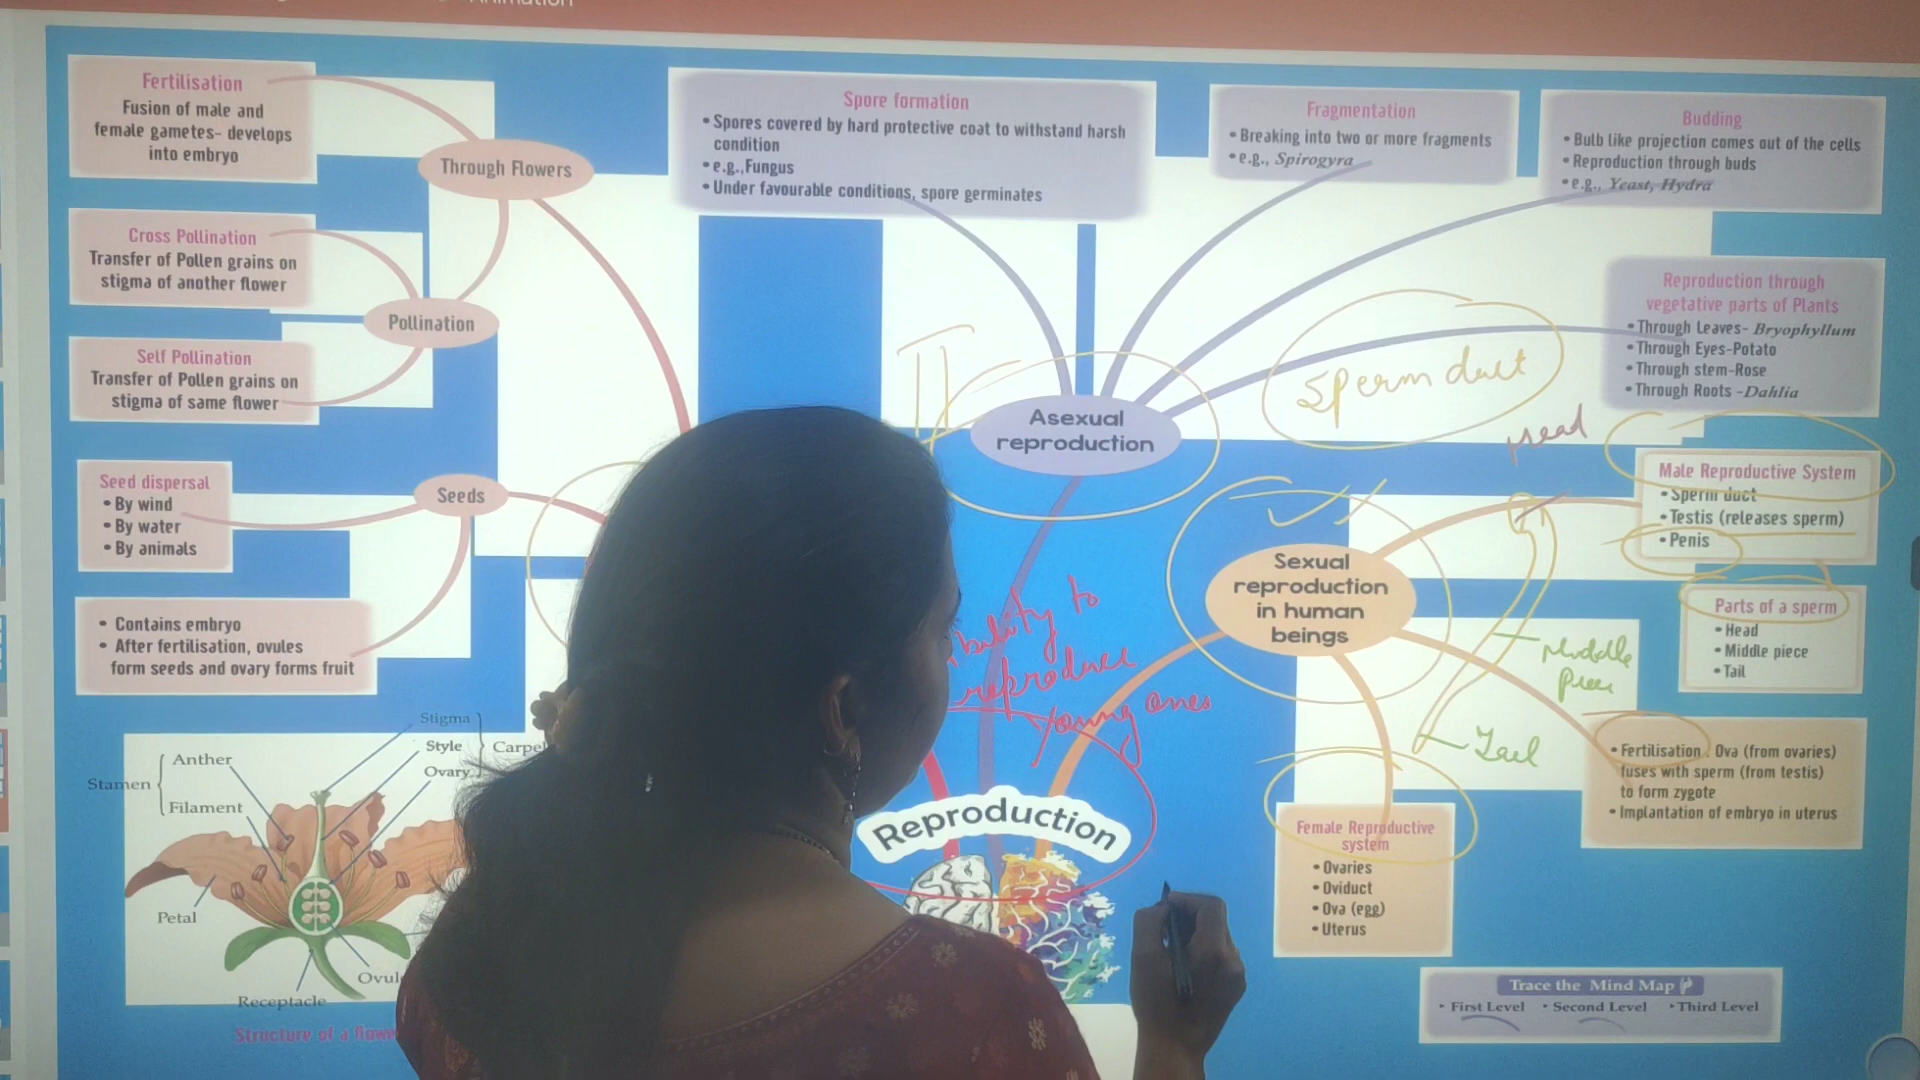 Animation
Fertilisation
Fusion of male and
female gametes- develops
into embryo
Through Flowers
Cross Pollination
Transfer of Pollen grains on
stigma of another flower
Pollination
Self Pollination
Transfer of Pollen grains on
stigma of same flower
Seed dispersal
• By wind
• By water
• By animals
Seeds
• Contains embryo
• After fertilisation, ovules
form seeds and ovary forms fruit
Stigma
Style
Ovary
Carpel
Anther
Stamen
Filament
Petal
Receptacle
Structure of a
Spore formation
• Spores covered by hard protective coat to withstand harsh
condition
• e.g.,Fungus
• Under favourable conditions, spore germinates
Fragmentation
• Breaking into two or more fragments
• e.g., Spirogyra
Budding
• Bulb like projection comes out of the cells
• Reproduction through buds
• e.g., Yeast, Hydra
Reproduction through
vegetative parts of Plants
• Through Leaves- Bryophyllum
• Through Eyes-Potato
• Through stem-Rose
• Through Roots -Dahlia
Asexual
reproduction
Sperm duct
Head
Male Reproductive System
• Sperm duct
• Testis (releases sperm)
• Penis
Sexual
reproduction
in human
beings
Parts of a sperm
• Head
• Middle piece
• Tail
bility to
reproduce
young ones
Middle
Piece
Tail
• Fertilisation : Ova (from ovaries)
fuses with sperm (from testis)
to form zygote
• Implantation of embryo in uterus
Reproduction
Female Reproductive
system
• Ovaries
• Oviduct
• Ova (egg)
• Uterus
Trace the Mind Map
• First Level • Second Level • Third Level